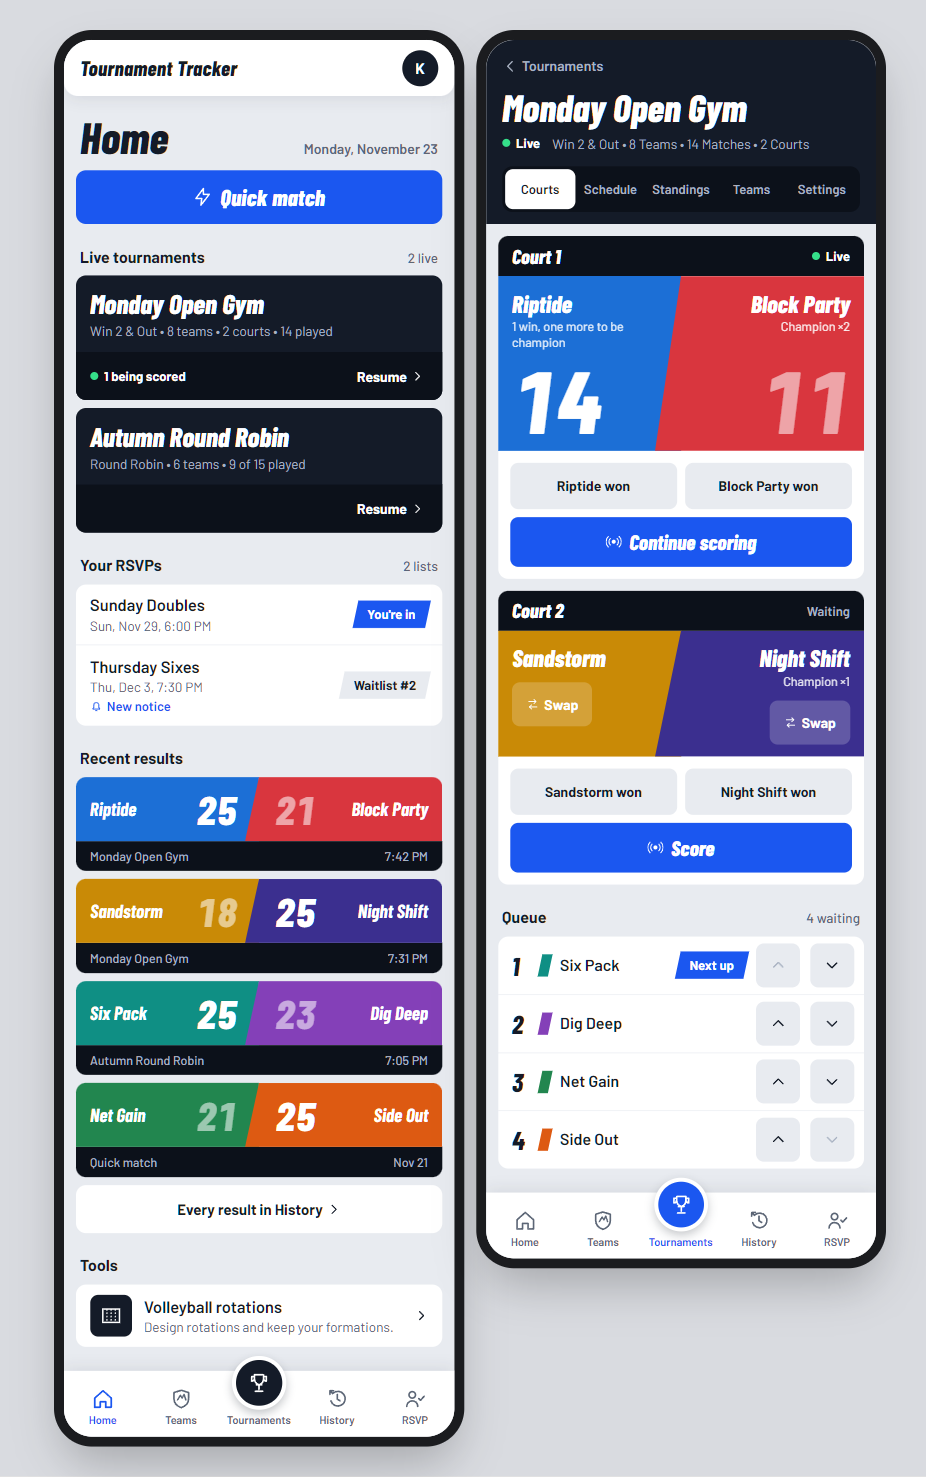 Tournament Tracker
K
Home
Monday, November 23
Quick match
Live tournaments
2 live
Monday Open Gym
Win 2 & Out • 8 teams • 2 courts • 14 played
1 being scored
Resume
Autumn Round Robin
Round Robin • 6 teams • 9 of 15 played
Resume
Your RSVPs
2 lists
Sunday Doubles
Sun, Nov 29, 6:00 PM
You're in
Thursday Sixes
Thu, Dec 3, 7:30 PM
New notice
Waitlist #2
Recent results
Riptide 25 21 Block Party
Monday Open Gym 7:42 PM
Sandstorm 18 25 Night Shift
Monday Open Gym 7:31 PM
Six Pack 25 23 Dig Deep
Autumn Round Robin 7:05 PM
Net Gain 21 25 Side Out
Quick match Nov 21
Every result in History
Tools
Volleyball rotations
Design rotations and keep your formations.
Home Teams Tournaments History RSVP
Tournaments
Monday Open Gym
Live Win 2 & Out • 8 Teams • 14 Matches • 2 Courts
Courts Schedule Standings Teams Settings
Court 1
Live
Riptide
1 win, one more to be
champion
14
Block Party
Champion ×2
11
Riptide won
Block Party won
Continue scoring
Court 2
Waiting
Sandstorm
Swap
Night Shift
Champion ×1
Swap
Sandstorm won
Night Shift won
Score
Queue
4 waiting
1 Six Pack Next up
2 Dig Deep
3 Net Gain
4 Side Out
Home Teams Tournaments History RSVP